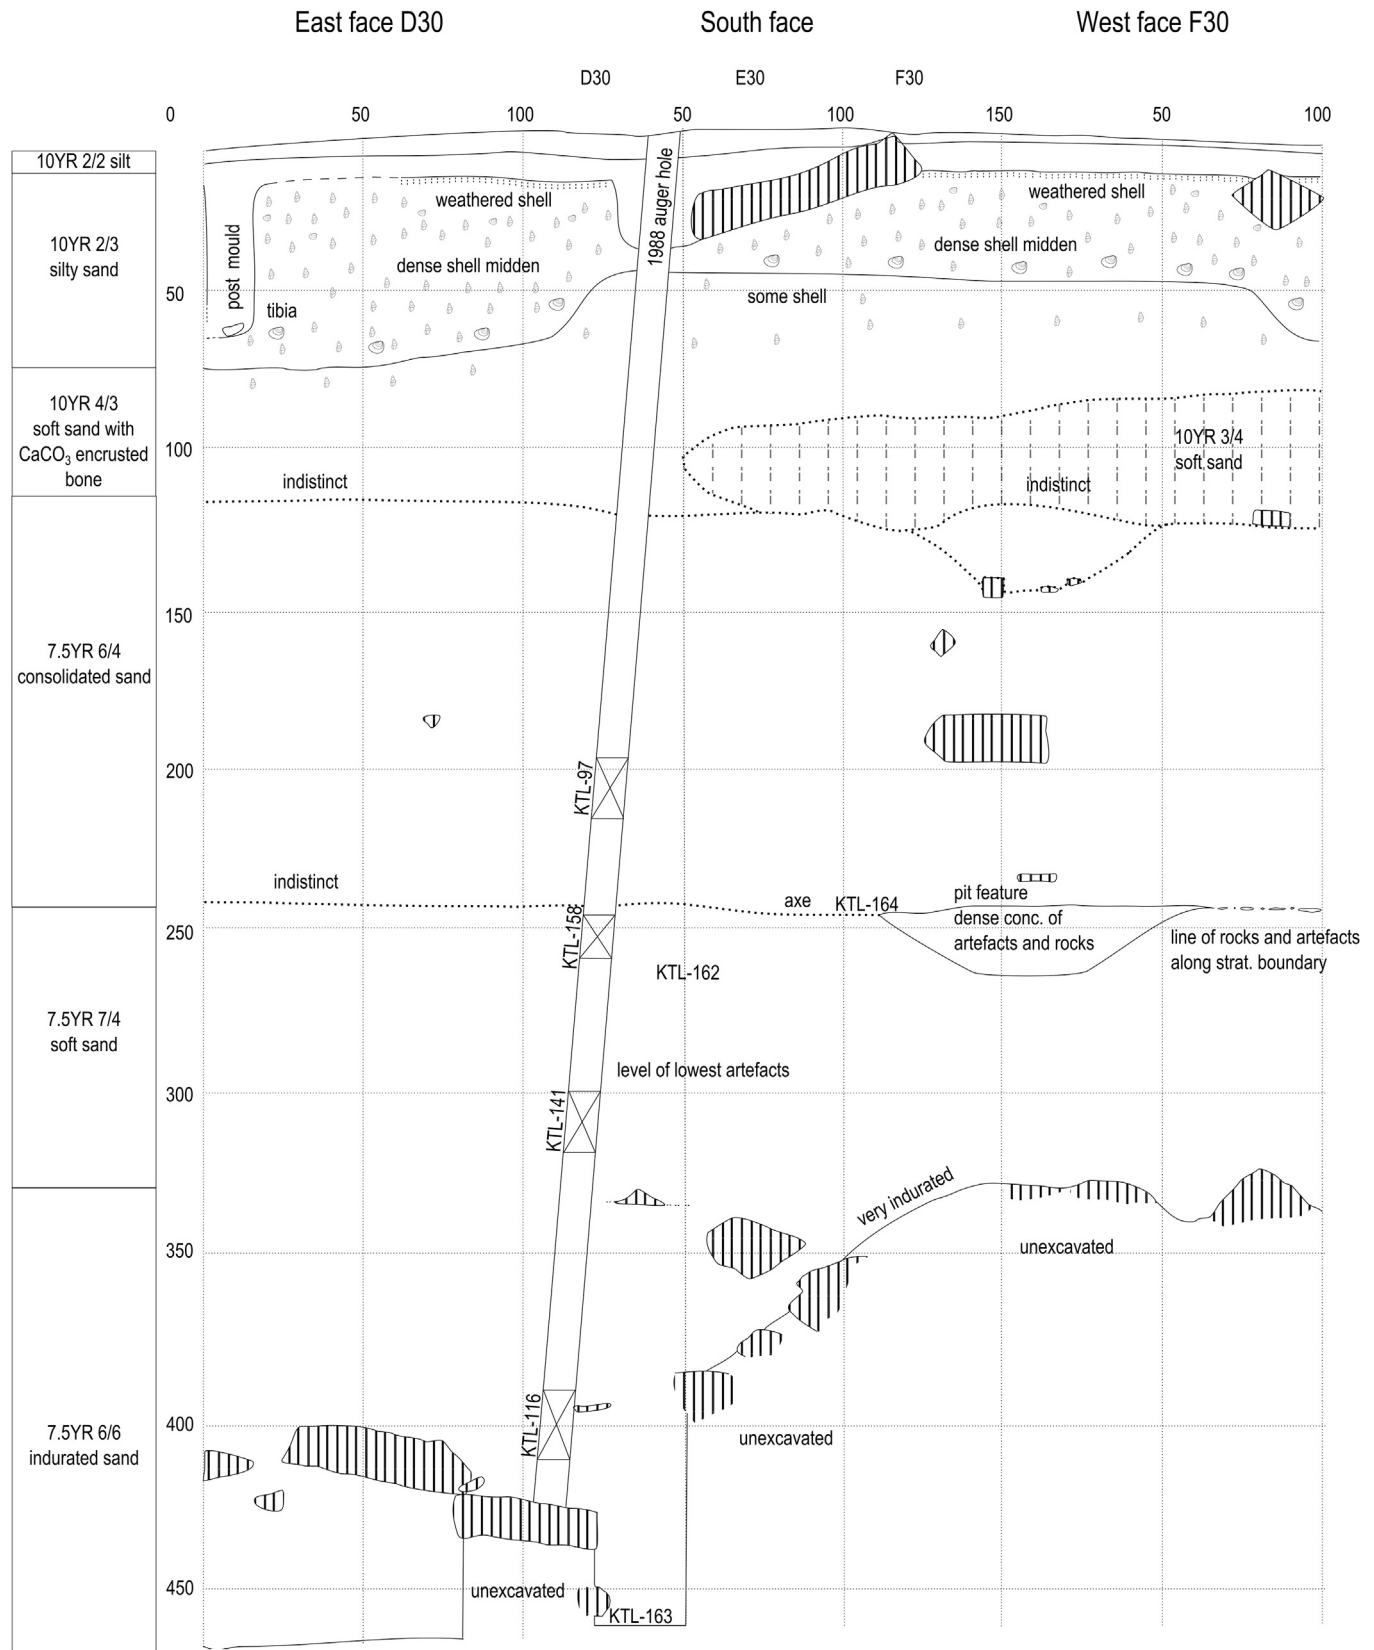 East face D30 South face West face F30
D30 E30 F30
0 50 100 50 100 150 50 100
10YR 2/2 silt
10YR 2/3
silty sand
10YR 4/3
soft sand with
CaCO3 encrusted
bone
7.5YR 6/4
consolidated sand
7.5YR 7/4
soft sand
7.5YR 6/6
indurated sand
50
100
150
200
250
300
350
400
450
post mould
tibia
weathered shell
dense shell midden
1988 auger hole
weathered shell
dense shell midden
some shell
indistinct
10YR 3/4
soft sand
indistinct
KTL-97
indistinct
KTL-158
axe
KTL-164
pit feature
dense conc. of
artefacts and rocks
line of rocks and artefacts
along strat. boundary
KTL-162
level of lowest artefacts
KTL-141
very indurated
unexcavated
KTL-116
unexcavated
unexcavated
KTL-163